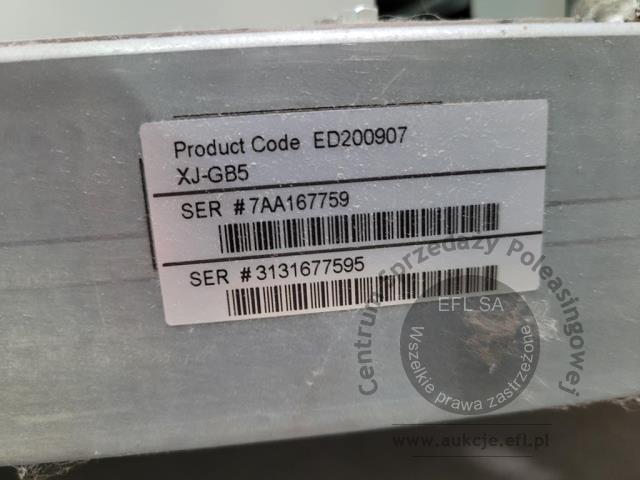 Product Code ED200907
XJ-GB5
SER # 7AA167759
SER # 3131677595
Centrum Sprzedaży Poleasingowej
EFL SA
Wszelkie prawa zastrzeżone
www.aukcje.efl.pl